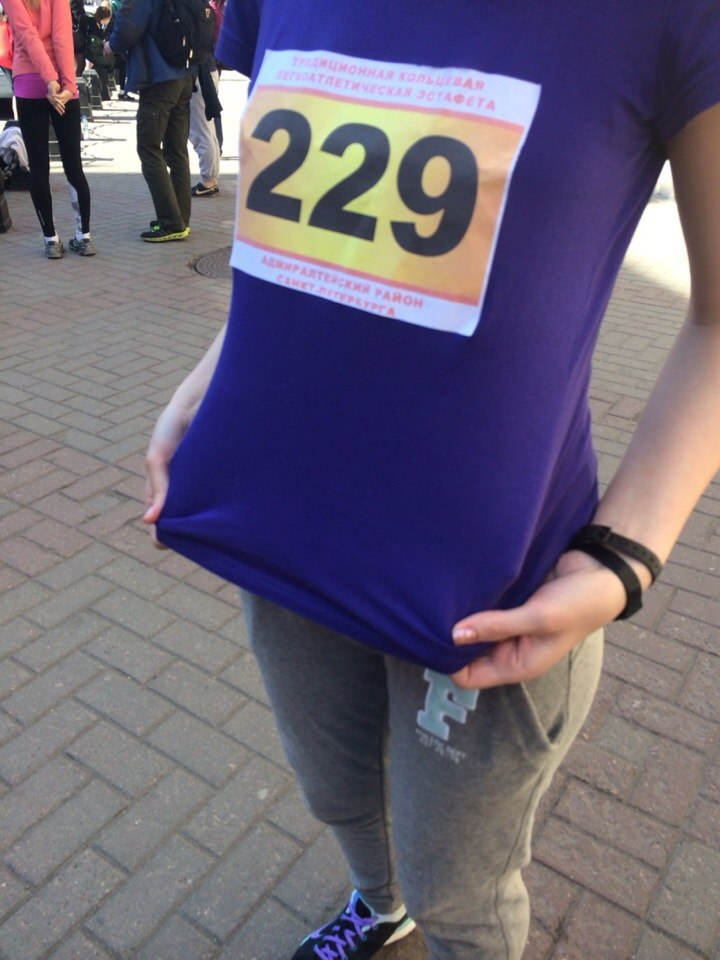 ТРАДИЦИОННАЯ КОЛЬЦЕВАЯ
ЛЕГКОАТЛЕТИЧЕСКАЯ ЭСТАФЕТА
229
АДМИРАЛТЕЙСКИЙ РАЙОН
САНКТ-ПЕТЕРБУРГА
F